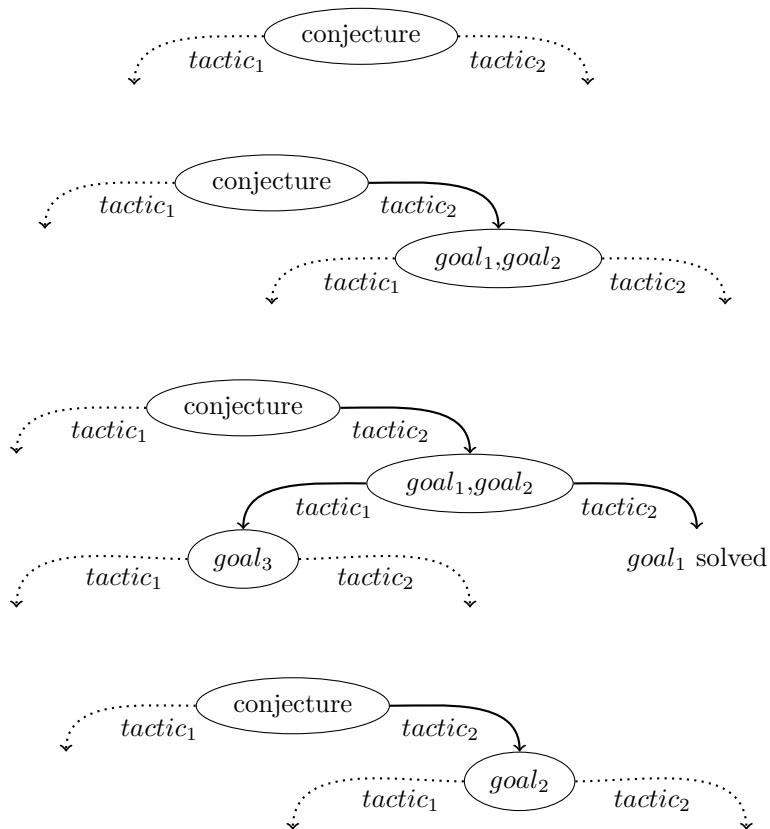 conjecture
tactic₁ tactic₂
conjecture
tactic₁ tactic₂
goal₁,goal₂
tactic₁ tactic₂
conjecture
tactic₁ tactic₂
goal₁,goal₂
tactic₁ tactic₂
goal₃ goal₁ solved
tactic₁ tactic₂
conjecture
tactic₁ tactic₂
goal₂
tactic₁ tactic₂